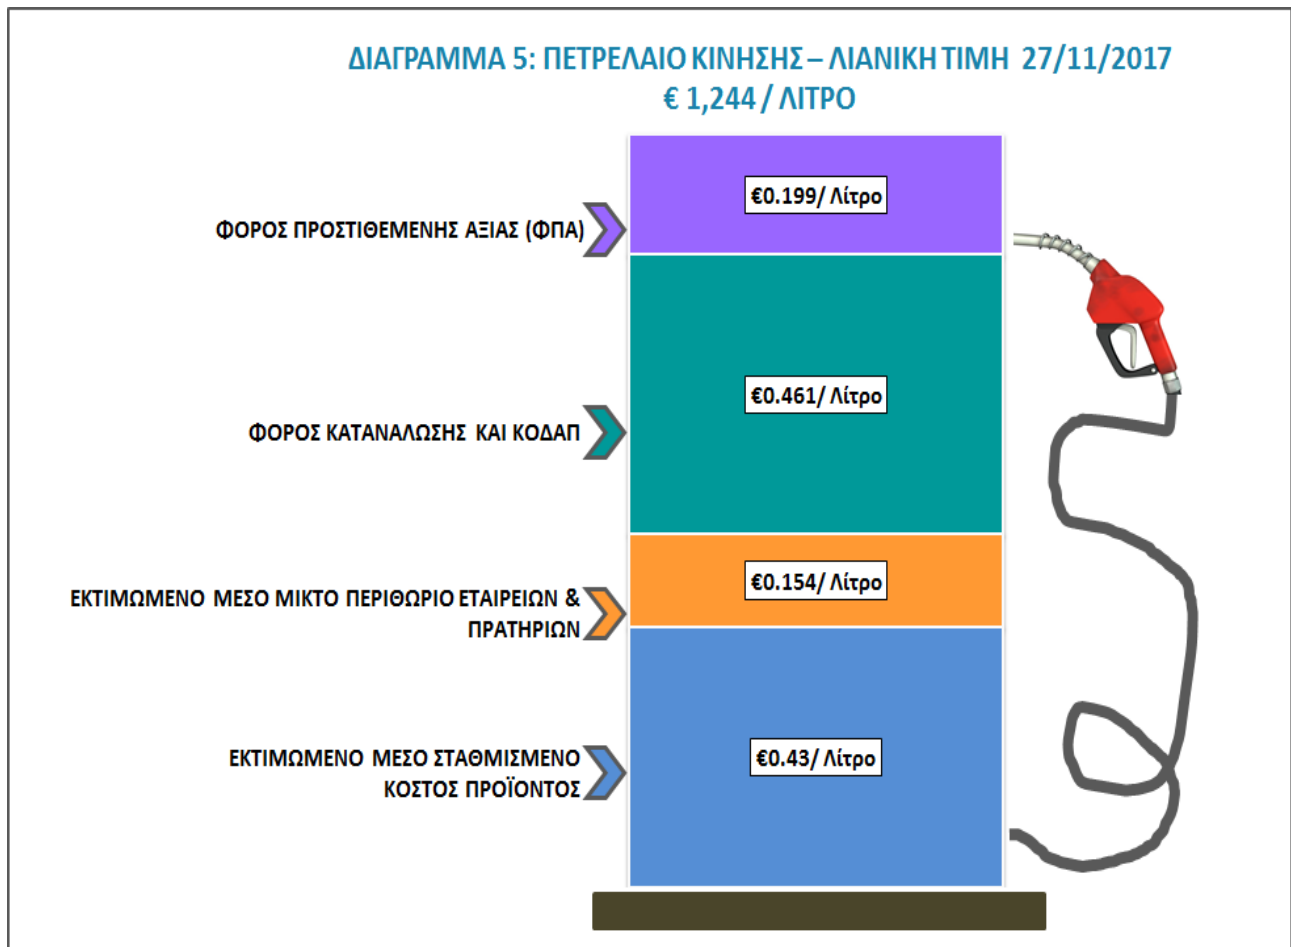 ΔΙΑΓΡΑΜΜΑ 5: ΠΕΤΡΕΛΑΙΟ ΚΙΝΗΣΗΣ – ΛΙΑΝΙΚΗ ΤΙΜΗ 27/11/2017
€ 1,244 / ΛΙΤΡΟ
€0.199/ Λίτρο
ΦΟΡΟΣ ΠΡΟΣΤΙΘΕΜΕΝΗΣ ΑΞΙΑΣ (ΦΠΑ)
€0.461/ Λίτρο
ΦΟΡΟΣ ΚΑΤΑΝΑΛΩΣΗΣ ΚΑΙ ΚΟΔΑΠ
€0.154/ Λίτρο
ΕΚΤΙΜΩΜΕΝΟ ΜΕΣΟ ΜΙΚΤΟ ΠΕΡΙΘΩΡΙΟ ΕΤΑΙΡΕΙΩΝ &
ΠΡΑΤΗΡΙΩΝ
€0.43/ Λίτρο
ΕΚΤΙΜΩΜΕΝΟ ΜΕΣΟ ΣΤΑΘΜΙΣΜΕΝΟ
ΚΟΣΤΟΣ ΠΡΟΪΟΝΤΟΣ